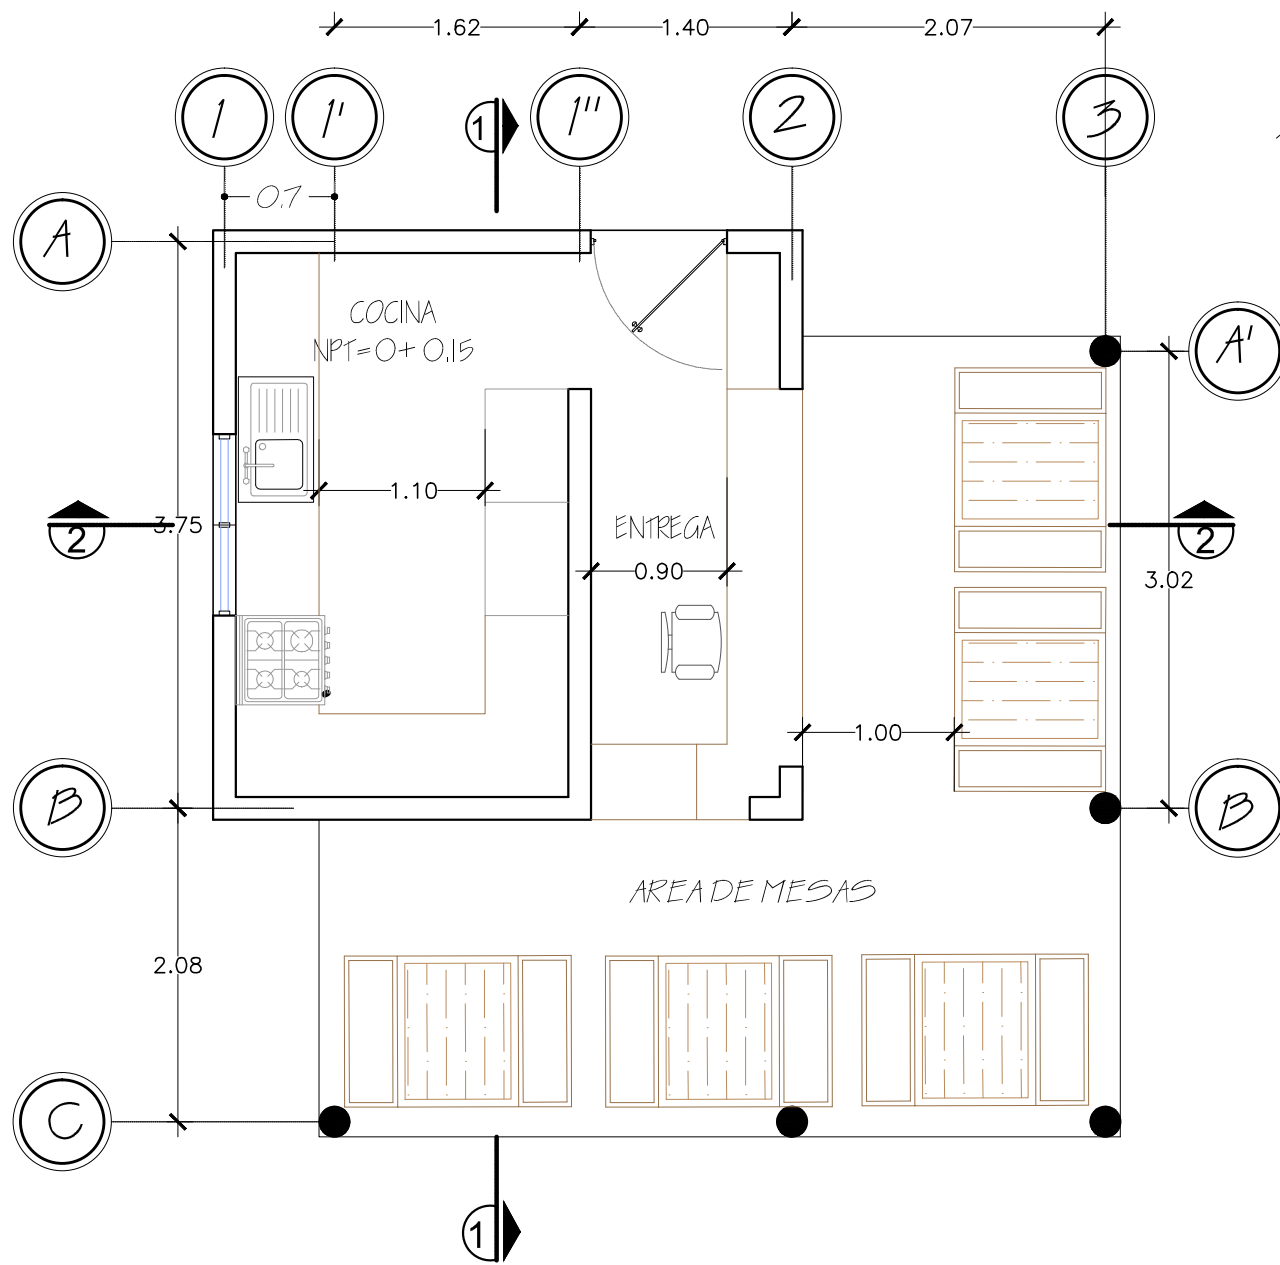 1.62
1.40
2.07
1
1'
1
1''
2
3
0.7
A
COCINA
NPT=0+ 0.15
A'
1.10
3.75
ENTREGA
2
2
0.90
3.02
1.00
B
B
AREA DE MESAS
2.08
C
1